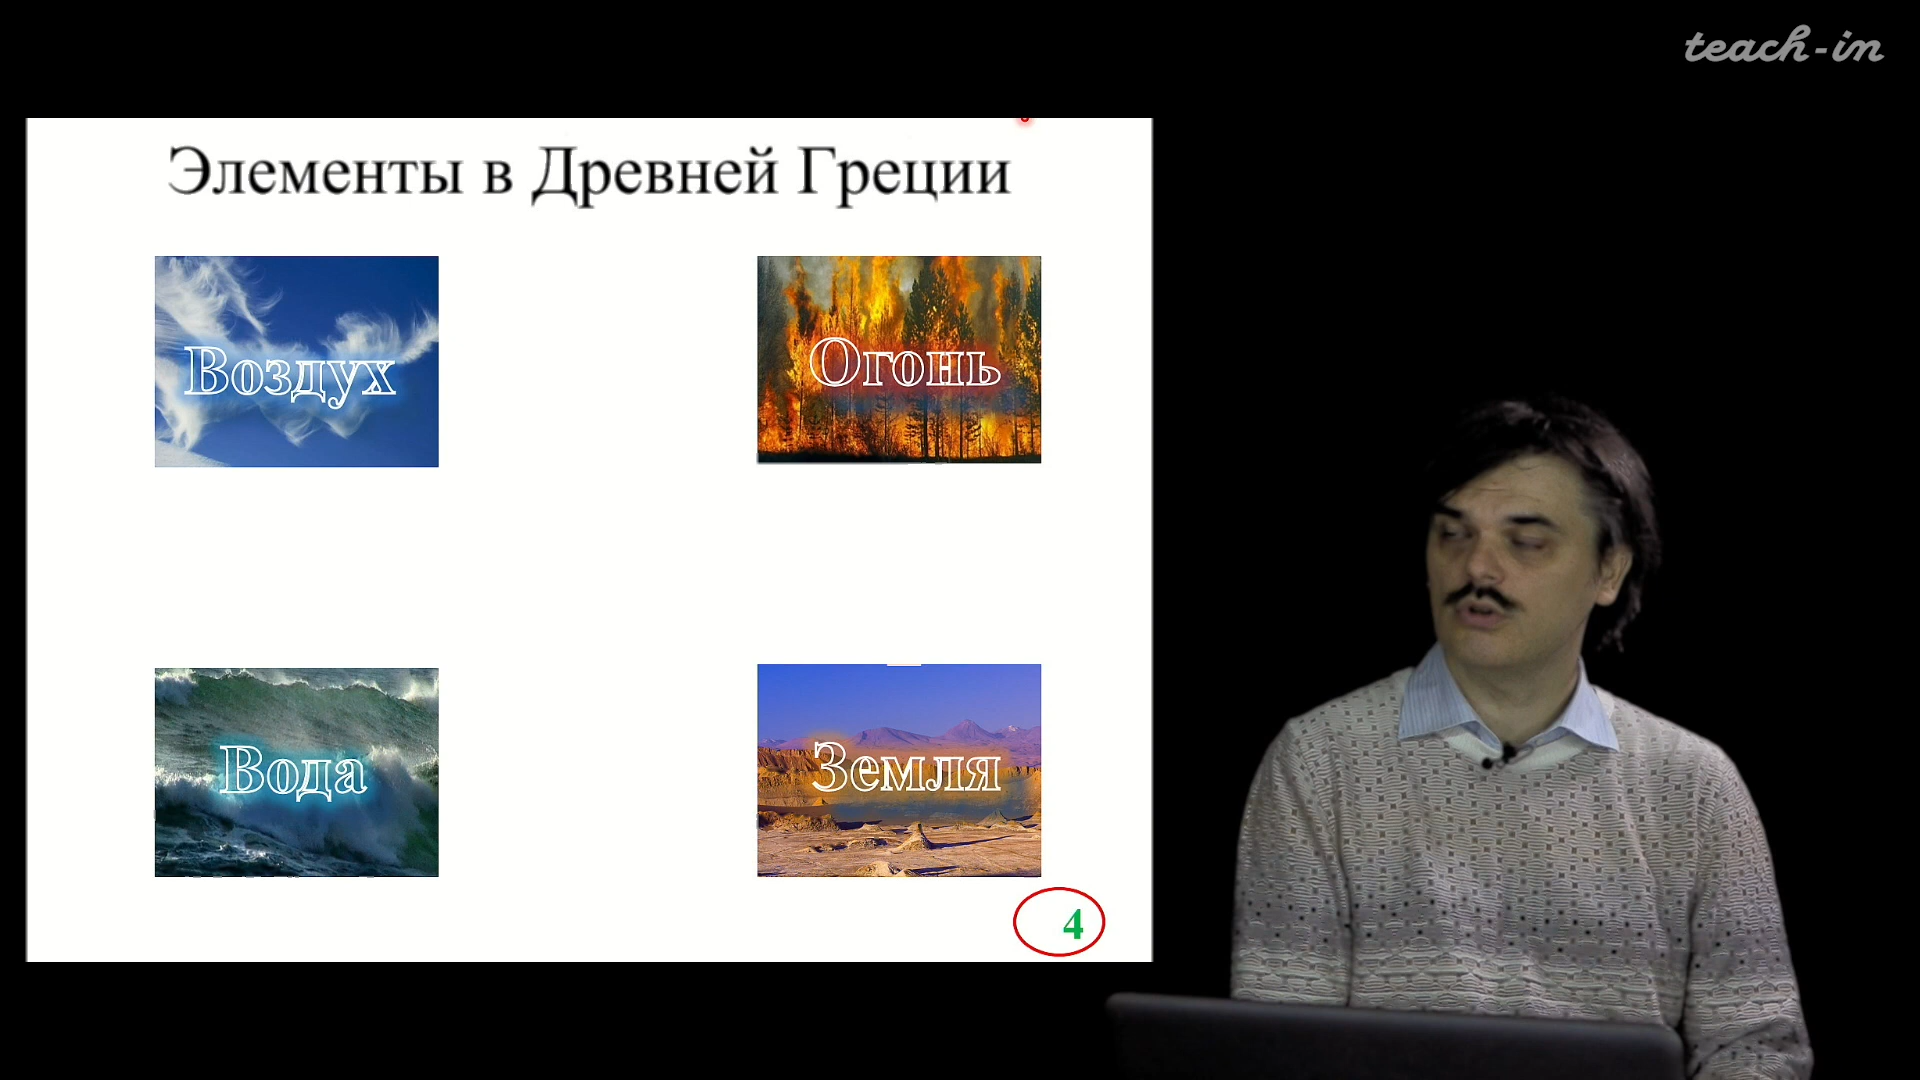 teach-in
Элементы в Древней Греции
Воздух
Огонь
Вода
Земля
4